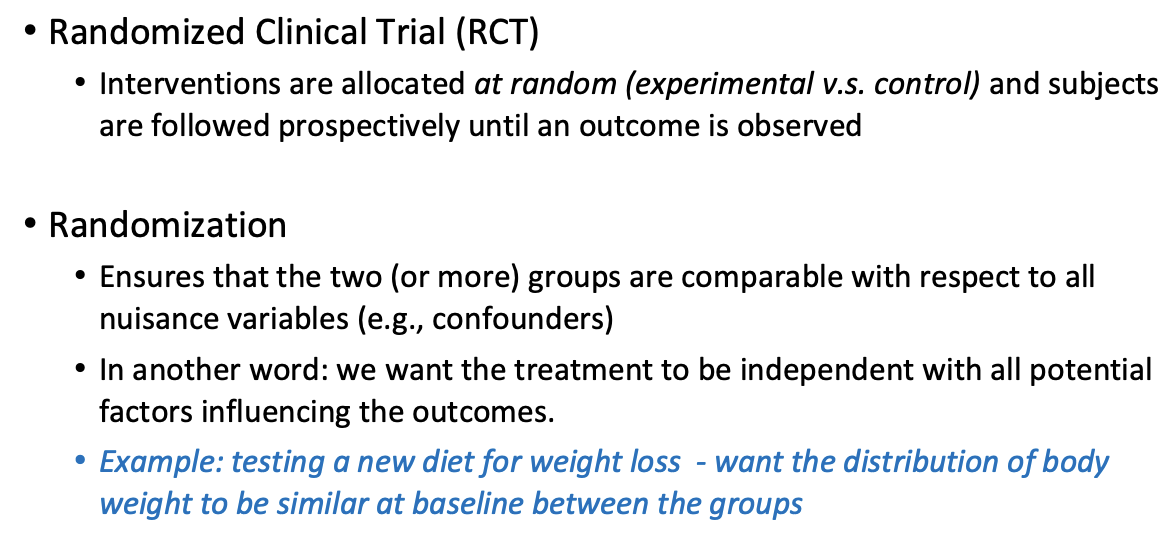 • Randomized Clinical Trial (RCT)
• Interventions are allocated at random (experimental v.s. control) and subjects
are followed prospectively until an outcome is observed
• Randomization
• Ensures that the two (or more) groups are comparable with respect to all
nuisance variables (e.g., confounders)
• In another word: we want the treatment to be independent with all potential
factors influencing the outcomes.
• Example: testing a new diet for weight loss - want the distribution of body
weight to be similar at baseline between the groups